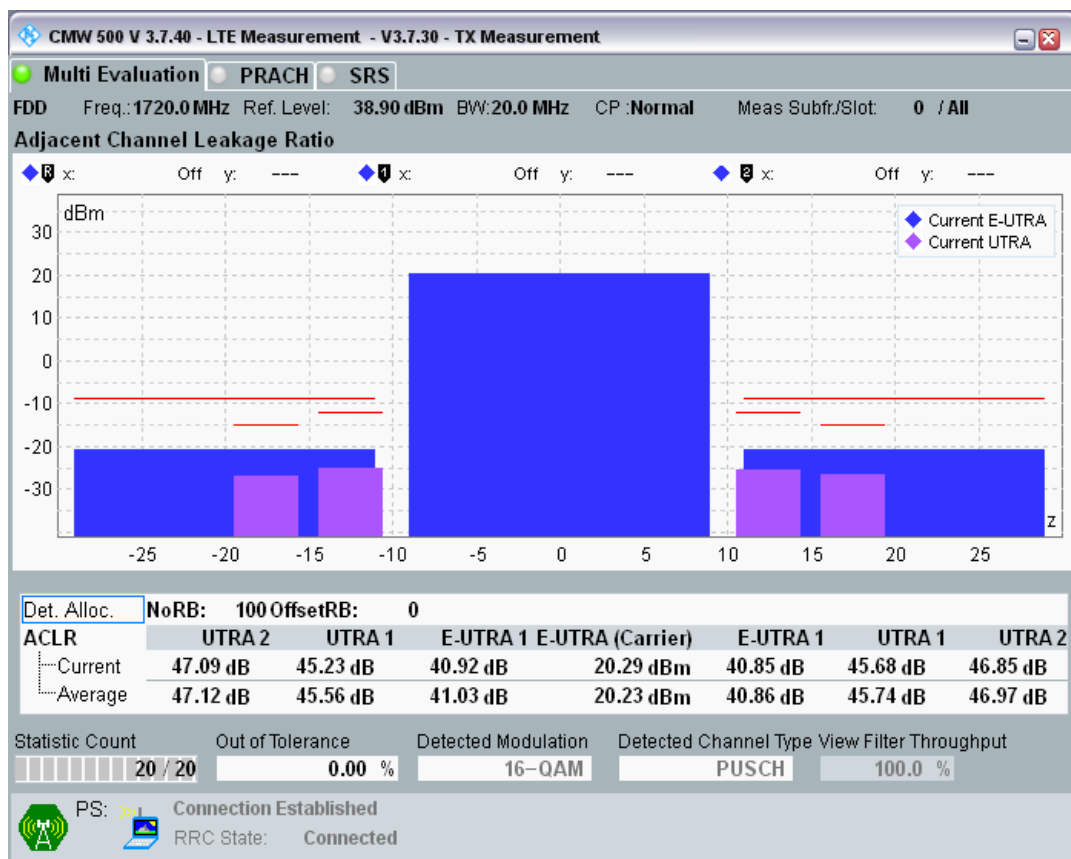 CMW 500 V 3.7.40 - LTE Measurement - V3.7.30 - TX Measurement
Multi Evaluation PRACH SRS
FDD Freq.: 1720.0 MHz Ref. Level: 38.90 dBm BW: 20.0 MHz CP : Normal Meas Subfr./Slot: 0 / All
Adjacent Channel Leakage Ratio
R x: Off y: --- 1 x: Off y: --- 2 x: Off y: ---
dBm
Current E-UTRA
Current UTRA
30
20
10
0
-10
-20
-30
z
-25 -20 -15 -10 -5 0 5 10 15 20 25
Det. Alloc. NoRB: 100 OffsetRB: 0
ACLR UTRA 2 UTRA 1 E-UTRA 1 E-UTRA (Carrier) E-UTRA 1 UTRA 1 UTRA 2
Current 47.09 dB 45.23 dB 40.92 dB 20.29 dBm 40.85 dB 45.68 dB 46.85 dB
Average 47.12 dB 45.56 dB 41.03 dB 20.23 dBm 40.86 dB 45.74 dB 46.97 dB
Statistic Count Out of Tolerance Detected Modulation Detected Channel Type View Filter Throughput
20 / 20 0.00 % 16-QAM PUSCH 100.0 %
PS: Connection Established
RRC State: Connected